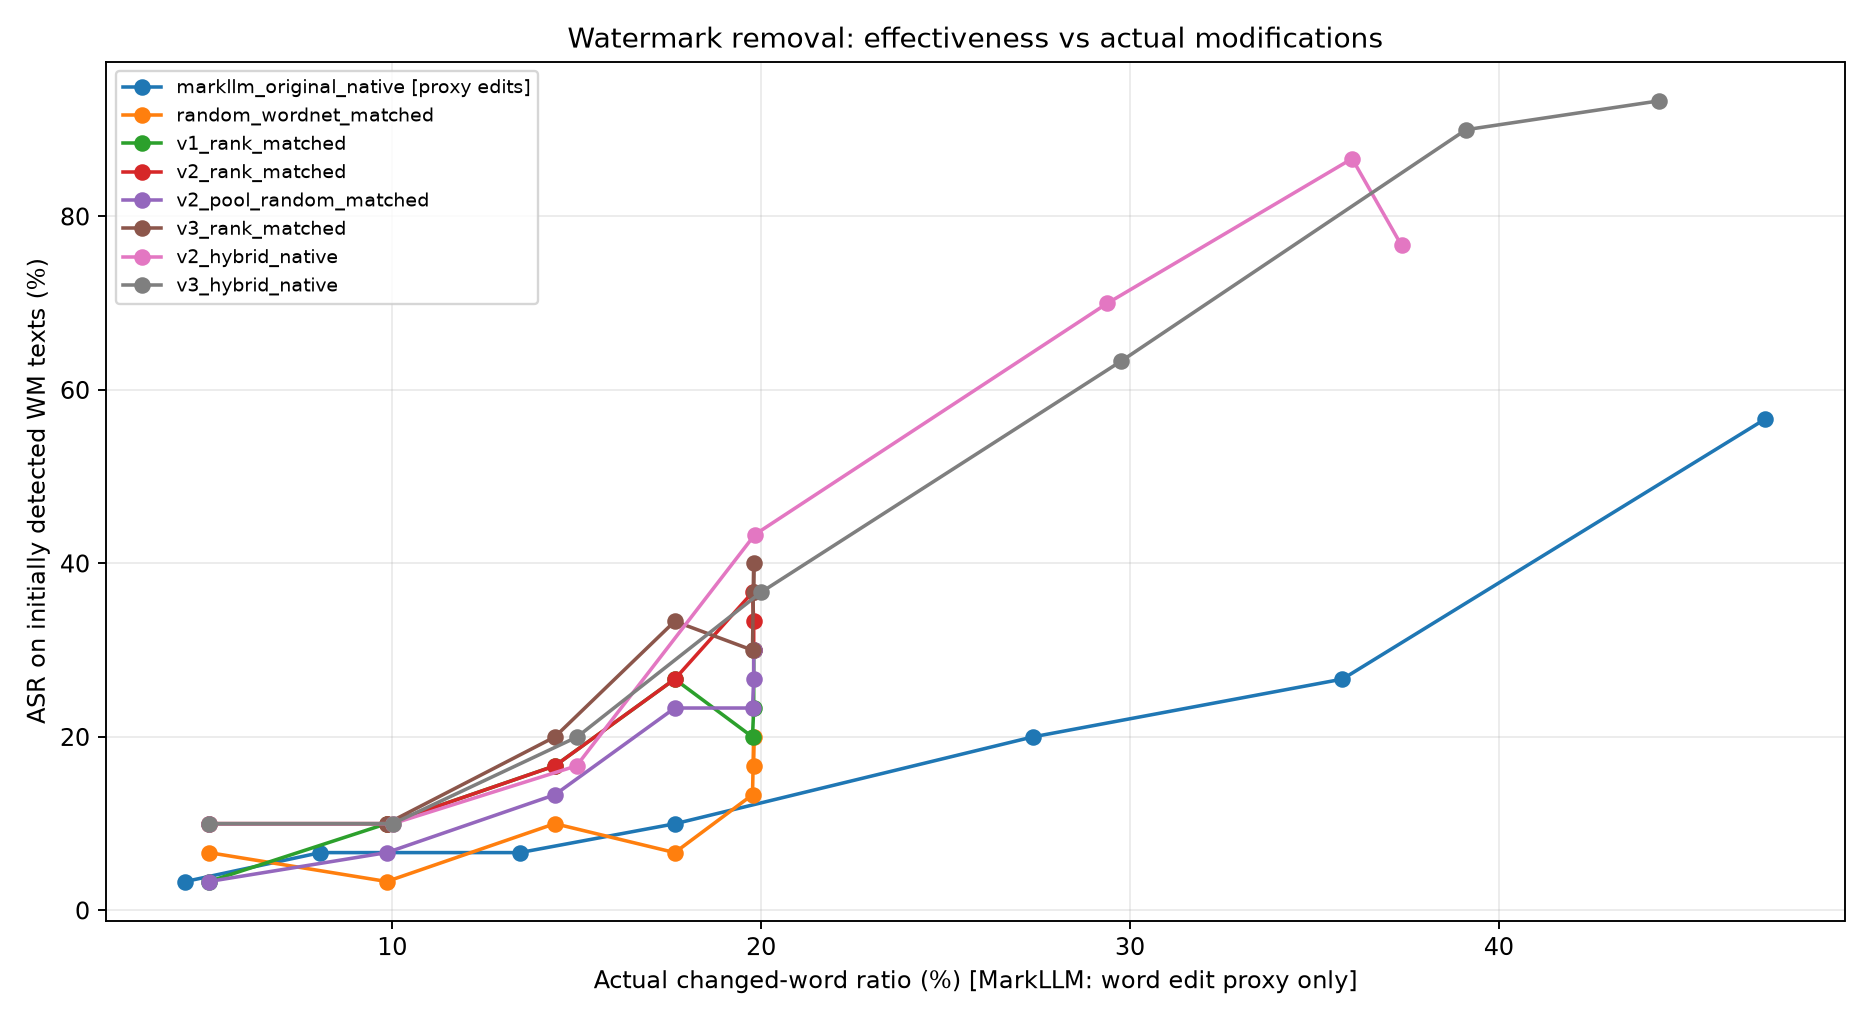 Watermark removal: effectiveness vs actual modifications
markllm_original_native [proxy edits]
random_wordnet_matched
v1_rank_matched
v2_rank_matched
v2_pool_random_matched
v3_rank_matched
v2_hybrid_native
v3_hybrid_native
ASR on initially detected WM texts (%)
80
60
40
20
0
10
20
30
40
Actual changed-word ratio (%) [MarkLLM: word edit proxy only]